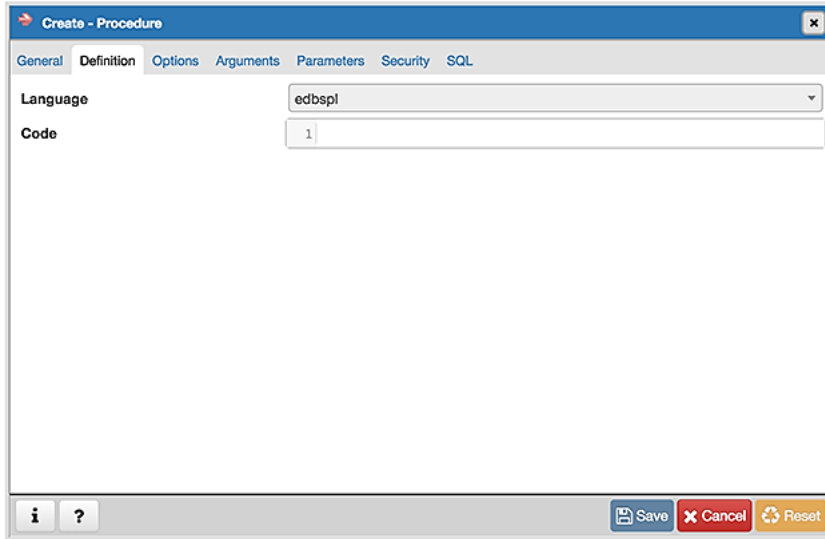 Create - Procedure
General Definition Options Arguments Parameters Security SQL
Language edbspl
Code 1
i ? Save Cancel Reset